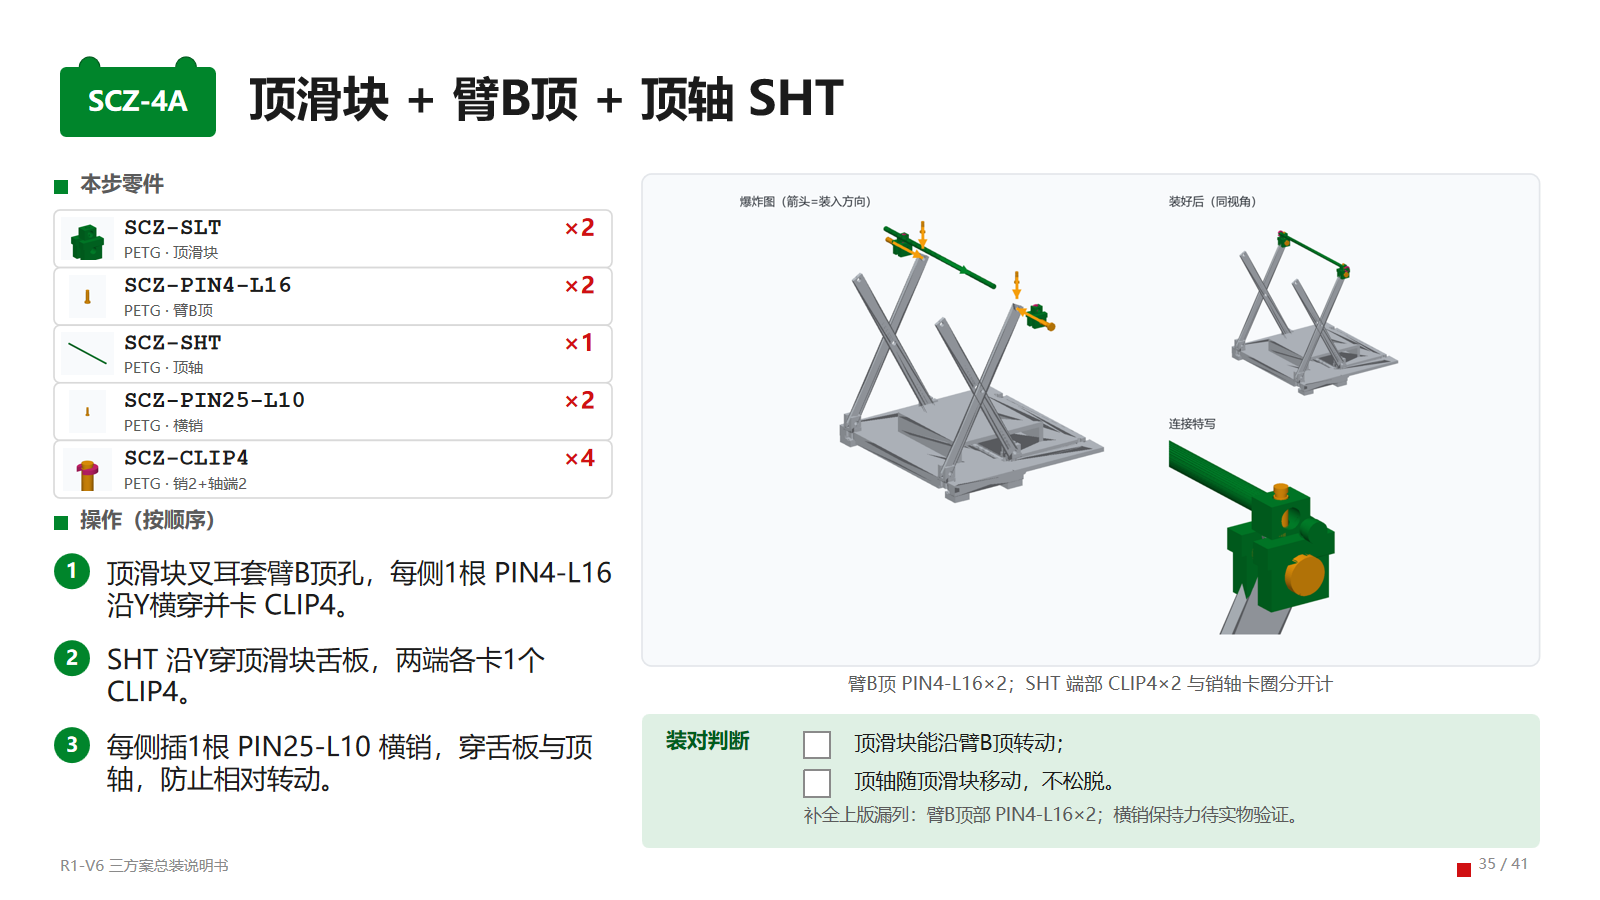 SCZ-4A
顶滑块 + 臂B顶 + 顶轴 SHT
本步零件
SCZ-SLT ×2
PETG · 顶滑块
SCZ-PIN4-L16 ×2
PETG · 臂B顶
SCZ-SHT ×1
PETG · 顶轴
SCZ-PIN25-L10 ×2
PETG · 横销
SCZ-CLIP4 ×4
PETG · 销2+轴端2
操作（按顺序）
1 顶滑块叉耳套臂B顶孔，每侧1根 PIN4-L16
沿Y横穿并卡 CLIP4。
2 SHT 沿Y穿顶滑块舌板，两端各卡1个
CLIP4。
3 每侧插1根 PIN25-L10 横销，穿舌板与顶
轴，防止相对转动。
爆炸图（箭头=装入方向）
装好后（同视角）
连接特写
臂B顶 PIN4-L16×2；SHT 端部 CLIP4×2 与销轴卡圈分开计
装对判断
顶滑块能沿臂B顶转动；
顶轴随顶滑块移动，不松脱。
补全上版漏列：臂B顶部 PIN4-L16×2；横销保持力待实物验证。
R1-V6 三方案总装说明书
35 / 41